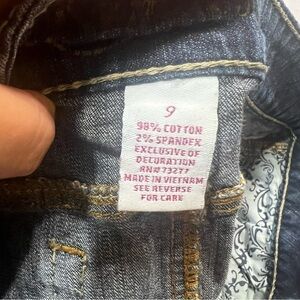 9
98% COTTON
2% SPANDEX
EXCLUSIVE OF
DECORATION
RN# 73277
MADE IN VIETNAM
SEE REVERSE
FOR CARE